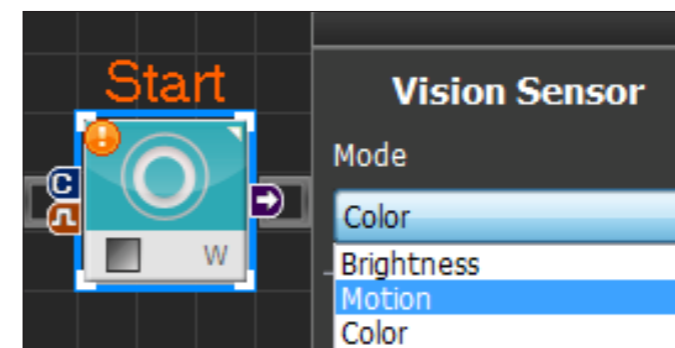 Start
C
W
Vision Sensor
Mode
Color
Brightness
Motion
Color